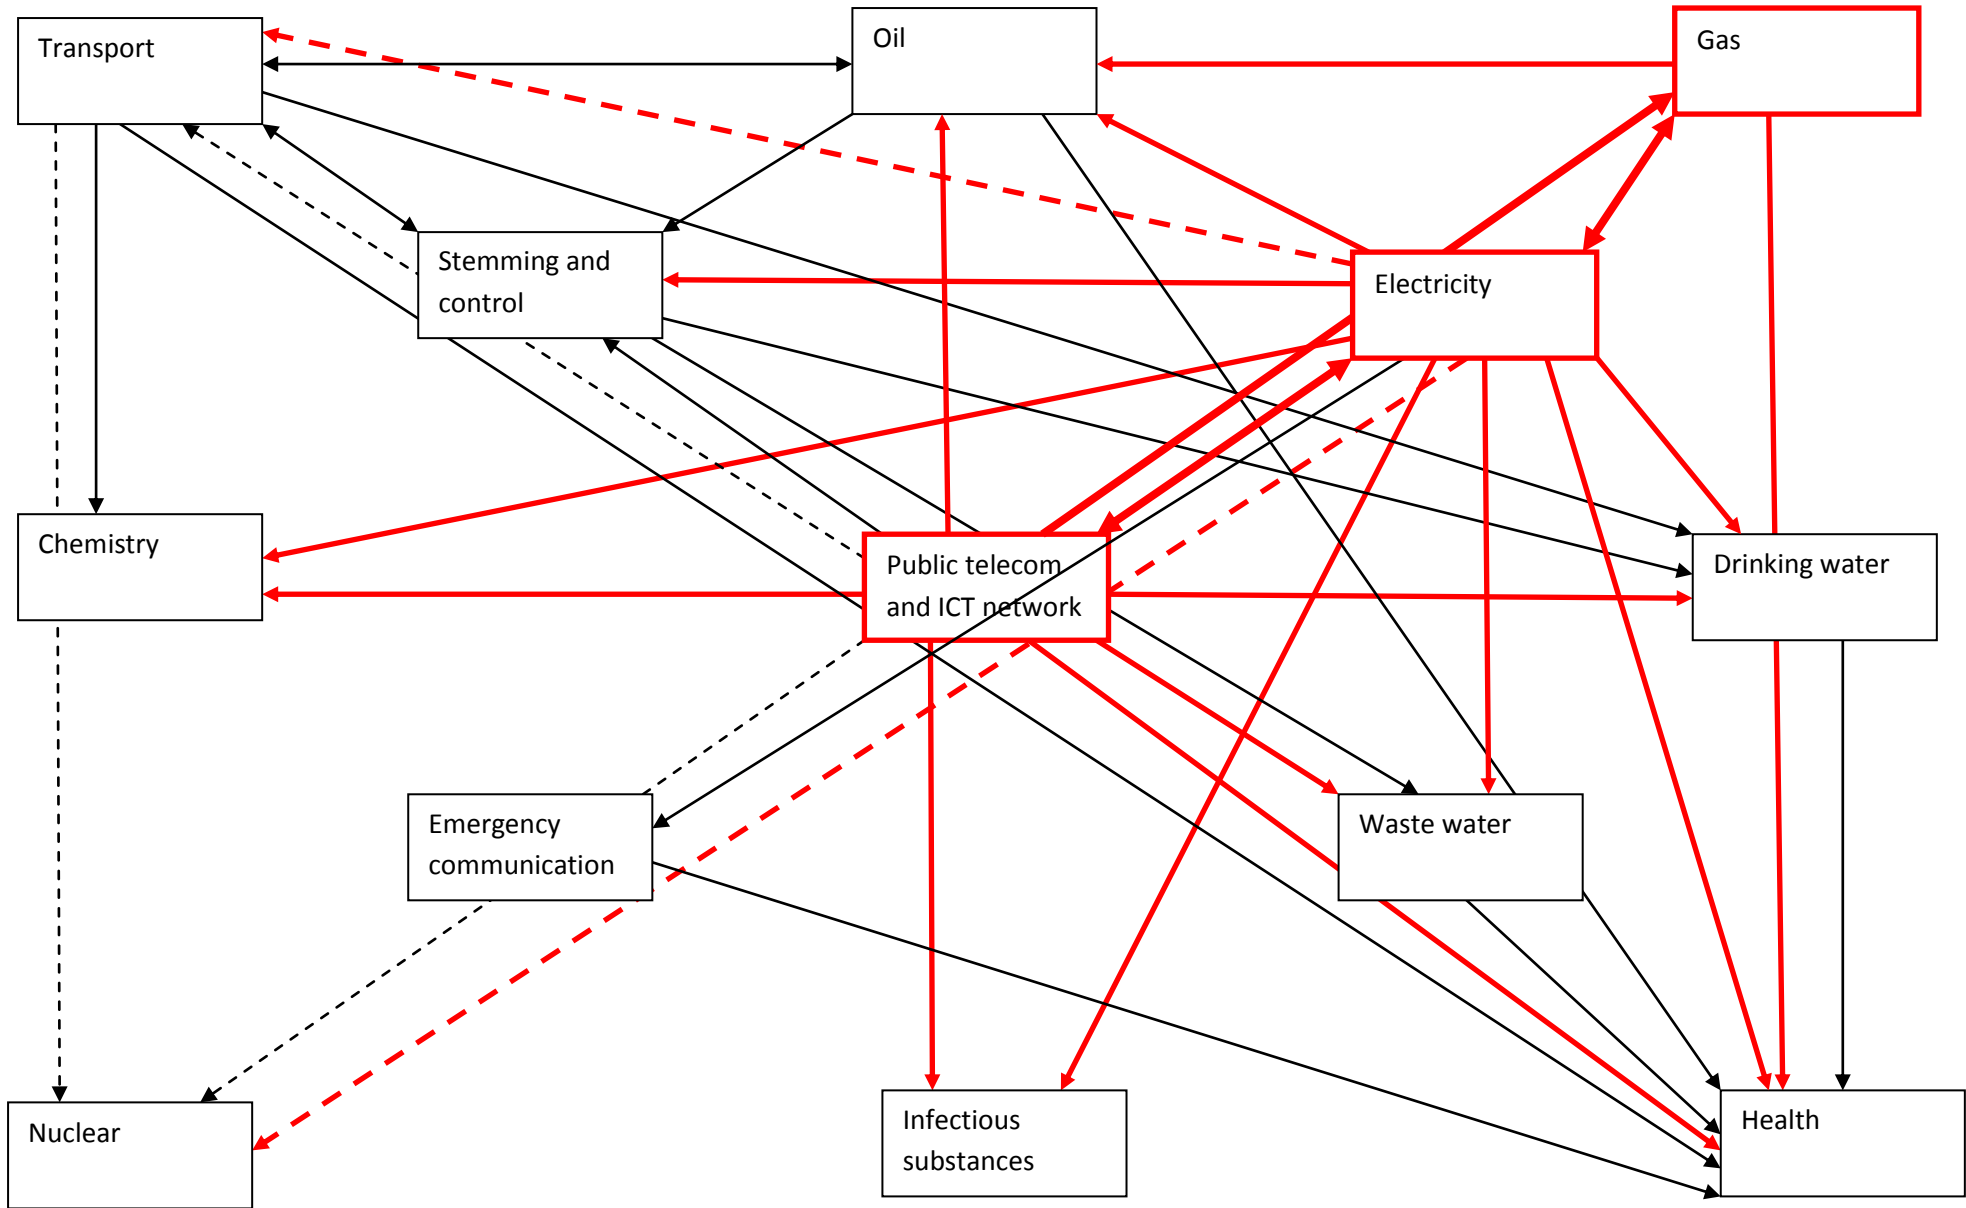 Transport
Oil
Gas
Stemming and
control
Electricity
Chemistry
Public telecom
and ICT network
Drinking water
Emergency
communication
Waste water
Nuclear
Infectious
substances
Health